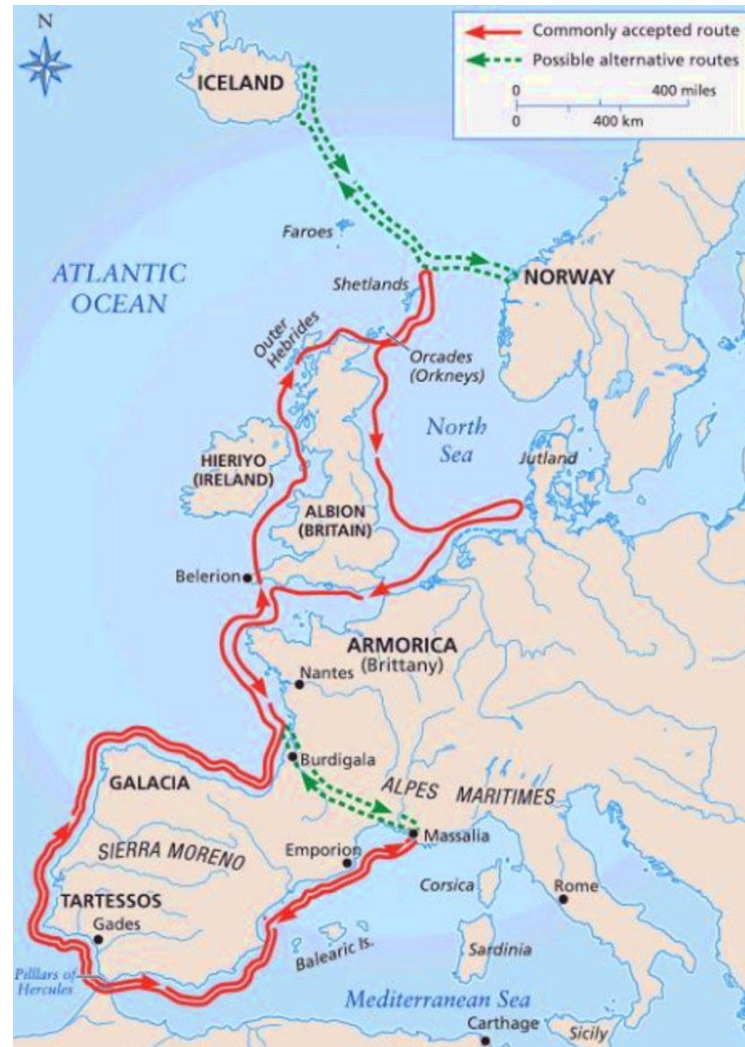 N
Commonly accepted route
Possible alternative routes
0 400 miles
0 400 km
ICELAND
Faroes
ATLANTIC
OCEAN
Shetlands
NORWAY
Outer
Hebrides
Orcades
(Orkneys)
North
Sea
Jutland
HIERIYO
(IRELAND)
ALBION
(BRITAIN)
Belerion
ARMORICA
(Brittany)
Nantes
Burdigala
GALACIA
ALPES MARITIMES
SIERRA MORENO
Emporion
Massalia
TARTESSOS
Gades
Corsica
Rome
Balearic Is.
Sardinia
Pilllars of
Hercules
Mediterranean Sea
Carthage
Sicily